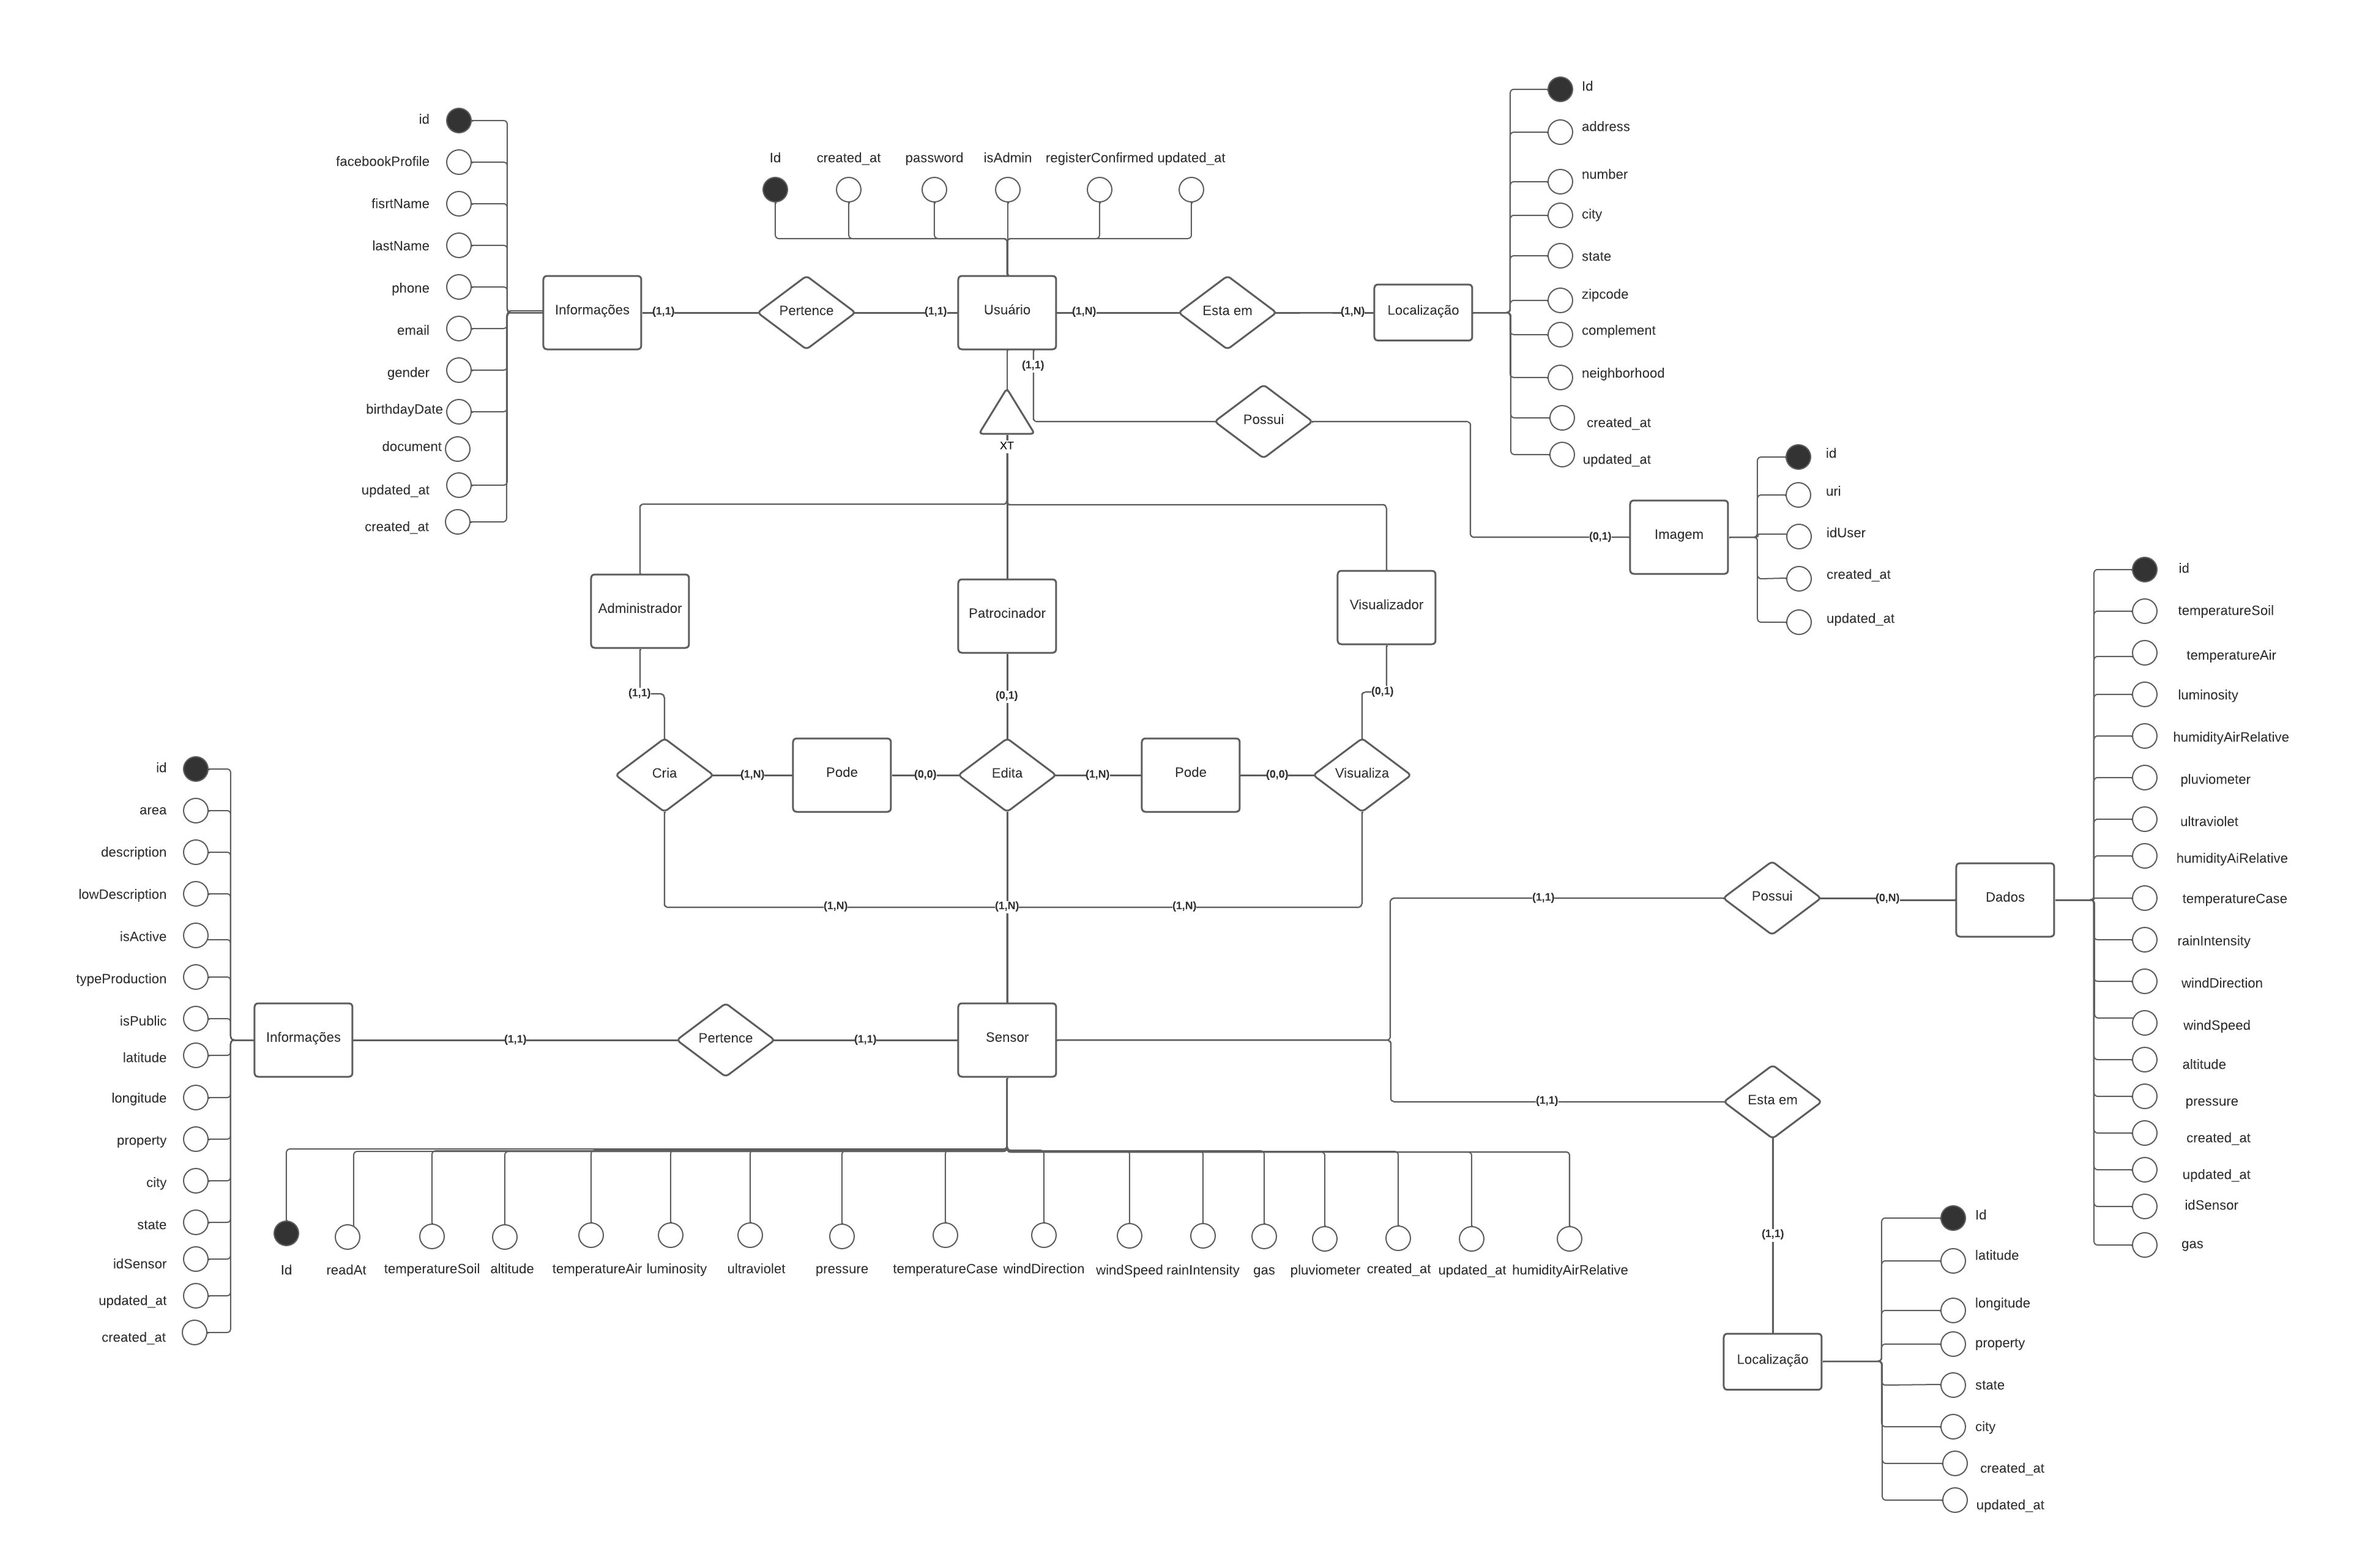 id
facebookProfile
fisrtName
lastName
phone
email
gender
birthdayDate
document
updated_at
created_at
Id created_at password isAdmin registerConfirmed updated_at
Informações
(1,1)
Pertence
(1,1)
Usuário
(1,N)
Esta em
(1,N)
Localização
Id
address
number
city
state
zipcode
complement
neighborhood
created_at
updated_at
(1,1)
Possui
(0,1)
Imagem
id
uri
idUser
created_at
updated_at
XT
Administrador
Patrocinador
Visualizador
(1,1)
(0,1)
(0,1)
Cria
(1,N)
Pode
(0,0)
Edita
(1,N)
Pode
(0,0)
Visualiza
(1,N)
(1,N)
(1,N)
(1,1)
Possui
(0,N)
Dados
id
temperatureSoil
temperatureAir
luminosity
humidityAirRelative
pluviometer
ultraviolet
humidityAiRelative
temperatureCase
rainIntensity
windDirection
windSpeed
altitude
pressure
created_at
updated_at
idSensor
gas
id
area
description
lowDescription
isActive
typeProduction
isPublic
latitude
longitude
property
city
state
idSensor
updated_at
created_at
Informações
(1,1)
Pertence
(1,1)
Sensor
(1,1)
Esta em
(1,1)
Id readAt temperatureSoil altitude temperatureAir luminosity ultraviolet pressure temperatureCase windDirection windSpeed rainIntensity gas pluviometer created_at updated_at humidityAirRelative
Localização
Id
latitude
longitude
property
state
city
created_at
updated_at